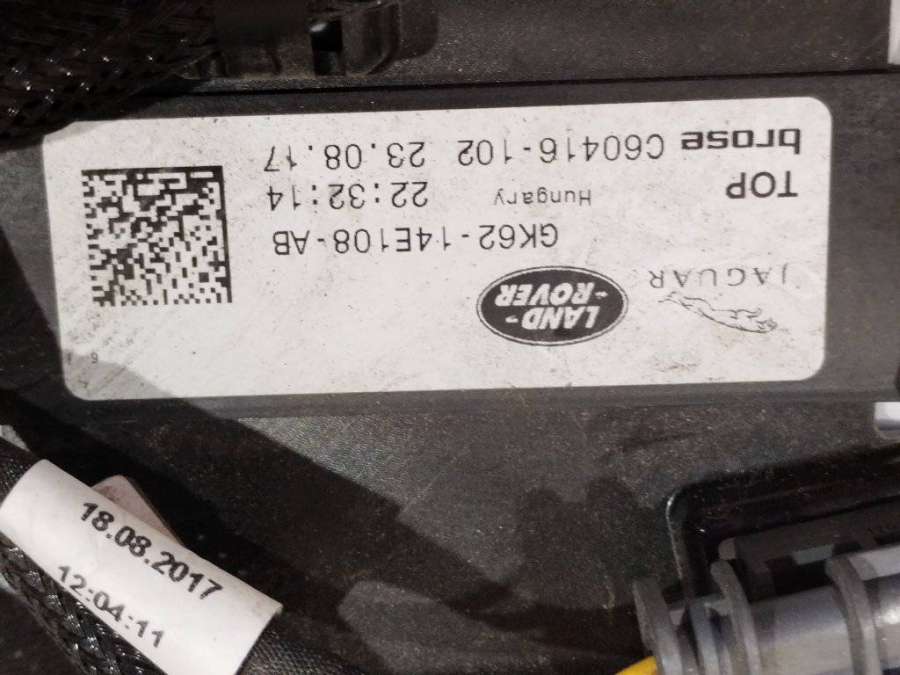 JAGUAR
LAND-
-ROVER
GK62-14E108-AB
TOP Hungary 22:32:14
brose C60416-102 23.08.17
18.08.2017
12:04:11